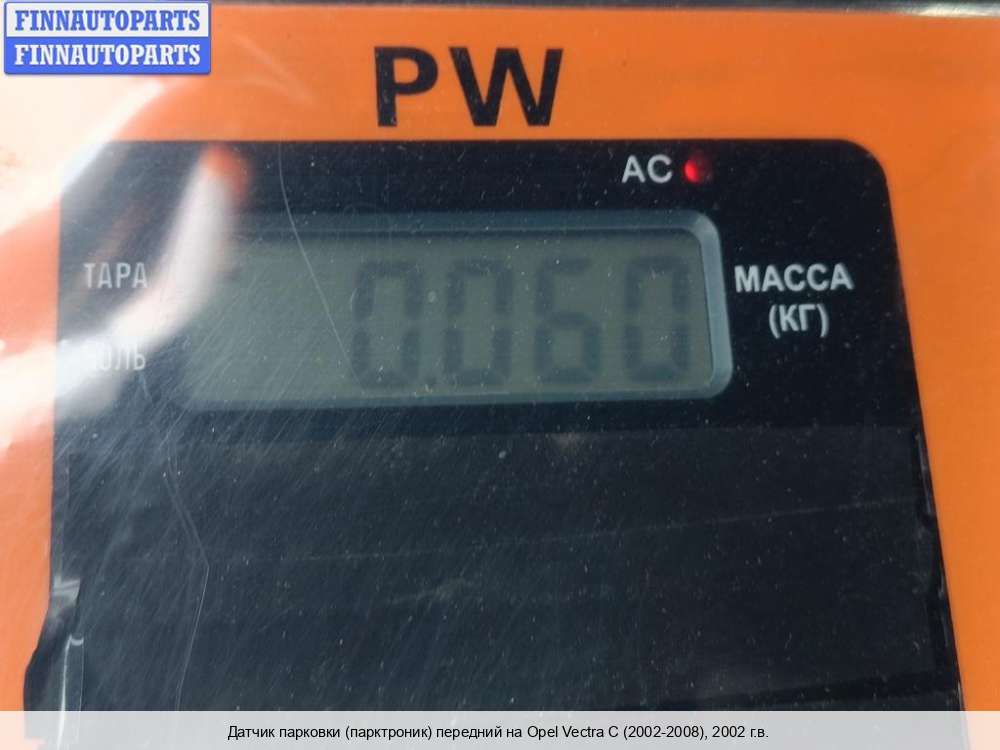 FINNAUTOPARTS
FINNAUTOPARTS
PW
AC
ТАРА
0.060
МАССА
(КГ)
Датчик парковки (парктроник) передний на Opel Vectra C (2002-2008), 2002 г.в.